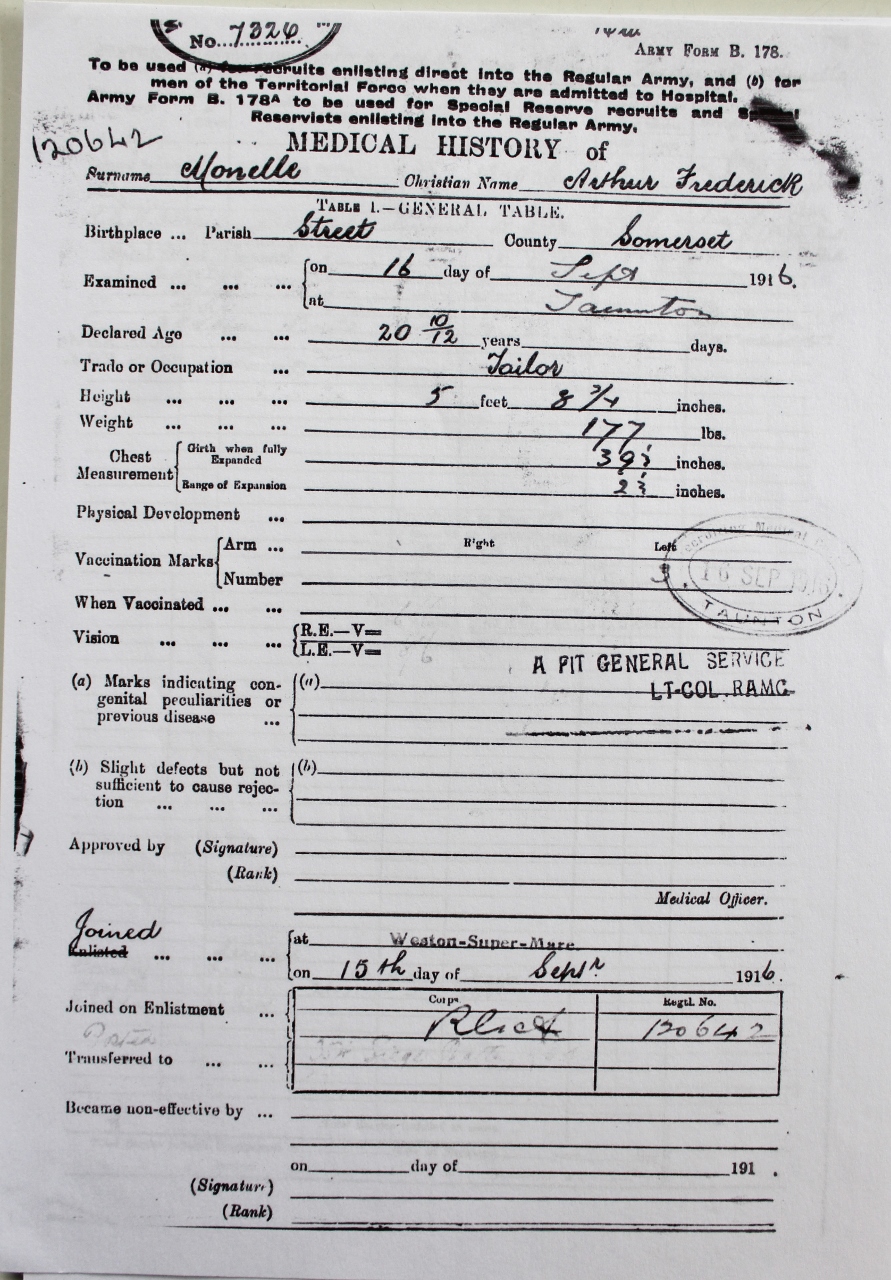 No. 7326
ARMY FORM B. 178.
To be used (a) for recruits enlisting direct into the Regular Army, and (b) for
men of the Territorial Force when they are admitted to Hospital.
Army Form B. 178A to be used for Special Reserve recruits and Special
Reservists enlisting into the Regular Army.
120642
MEDICAL HISTORY of
Surname Monelle Christian Name Arthur Frederick
TABLE I.—GENERAL TABLE.
Birthplace ... Parish Street County Somerset
Examined ... ... ... on 16 day of Sept 1916.
at Taunton
Declared Age ... ... 20 10/12 years days.
Trade or Occupation ... Tailor
Height ... ... ... 5 feet 8 3/4 inches.
Weight ... ... ... 177 lbs.
Chest Measurement Girth when fully Expanded 39½ inches.
Range of Expansion 2½ inches.
Physical Development ...
Vaccination Marks Arm ... Right Left
Number 3.
16 SEP 1916
TAUNTON
When Vaccinated ... ...
Vision ... ... ... R.E.—V=
L.E.—V=
A FIT GENERAL SERVICE
LT-COL. RAMC
(a) Marks indicating con-
genital peculiarities or
previous disease ...
(a)
(b) Slight defects but not
sufficient to cause rejec-
tion ... ... ...
(b)
Approved by (Signature)
(Rank)
Medical Officer.
Joined
Enlisted ... ... ... at Weston-Super-Mare
on 15th day of Septr 1916.
Corps. Regtl. No.
Joined on Enlistment ... 120642
Posted
Transferred to ... ...
Became non-effective by ...
on day of 191 .
(Signature)
(Rank)